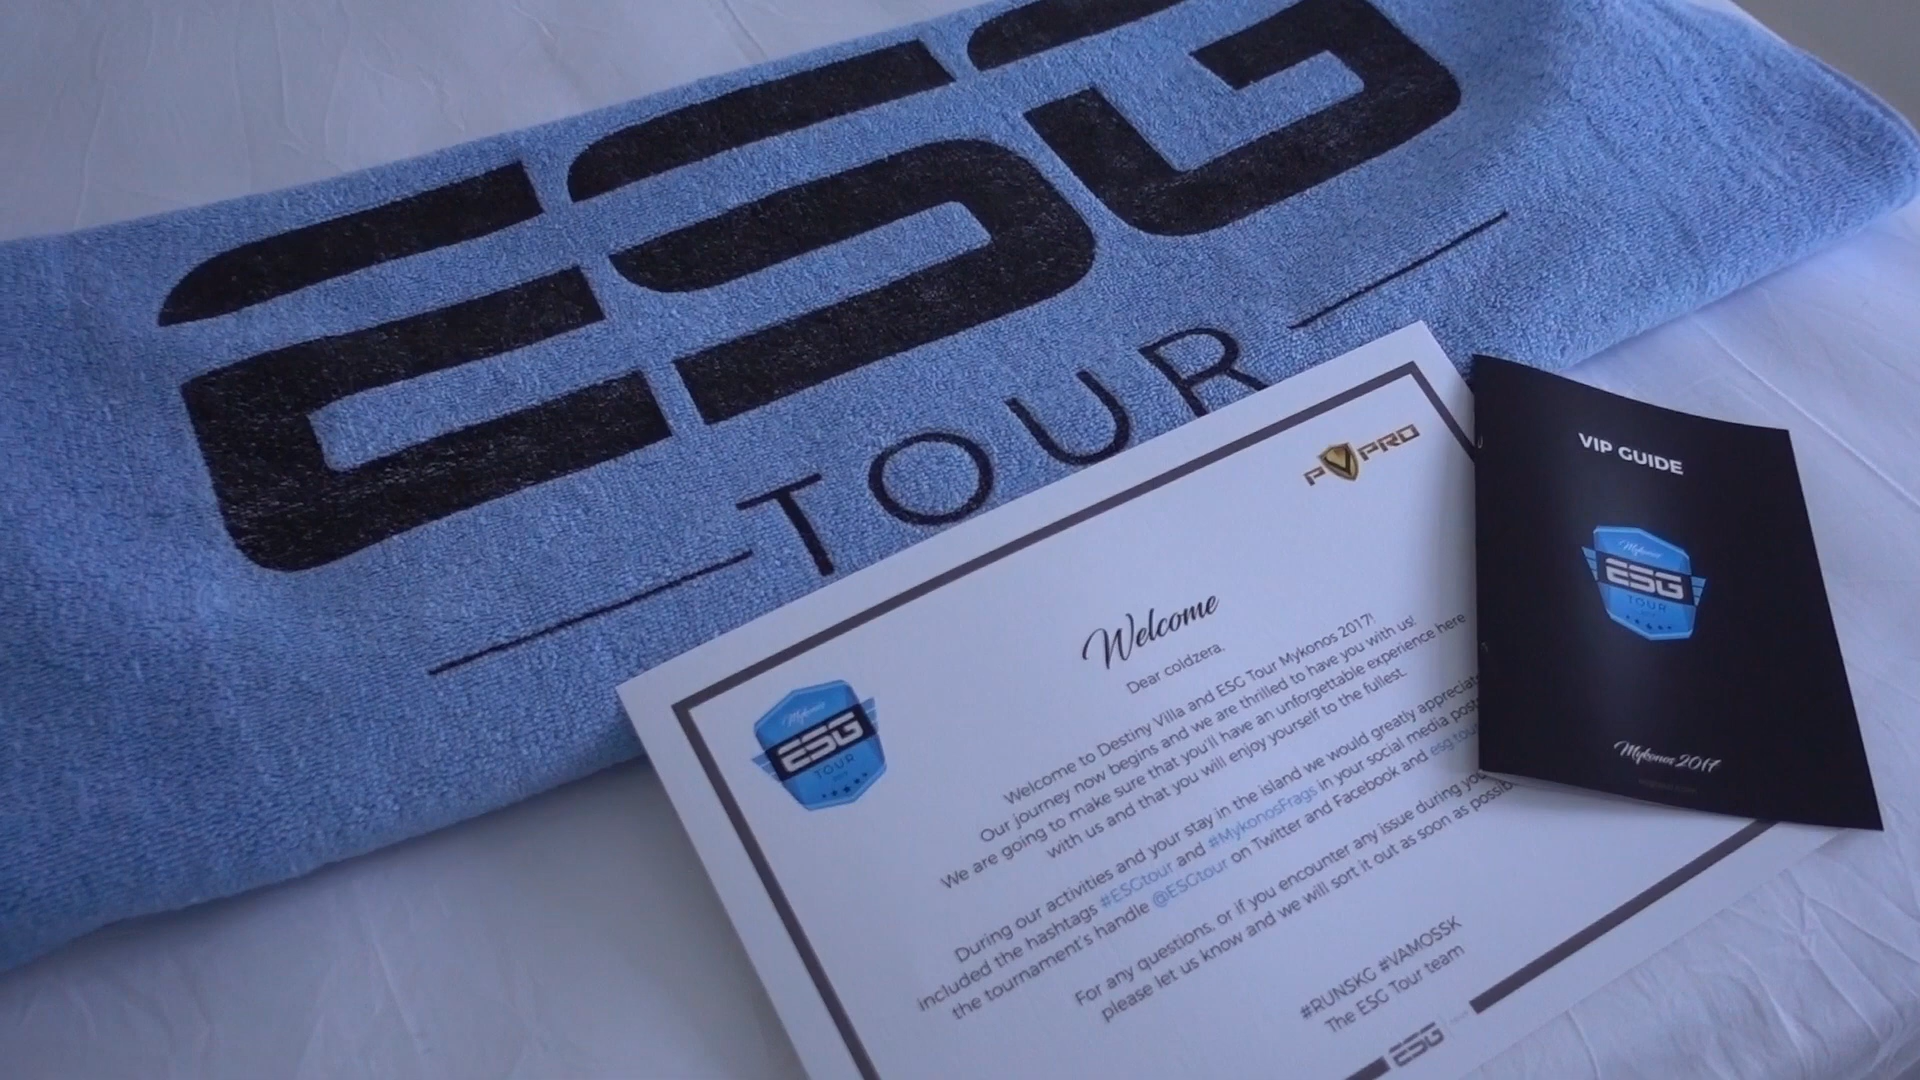 ESG
TOUR
PVPRO
Welcome
Dear coldzera,
Welcome to Destiny Villa and ESG Tour Mykonos 2017!
Our journey now begins and we are thrilled to have you with us!
We are going to make sure that you'll have an unforgettable experience here
with us and that you will enjoy yourself to the fullest.
During our activities and your stay in the island we would greatly
included the hashtags #ESGtour and #MykonosFrags in your social media
the tournament's handle @ESGtour on Twitter and Facebook and
For any questions, or if you encounter any issue during
please let us know and we will sort it out as soon as
#RUNSKG #VAMOSSK
The ESG Tour team
ESG
Mykonos
ESG
TOUR
VIP GUIDE
Mykonos
ESG
TOUR
Mykonos 2017